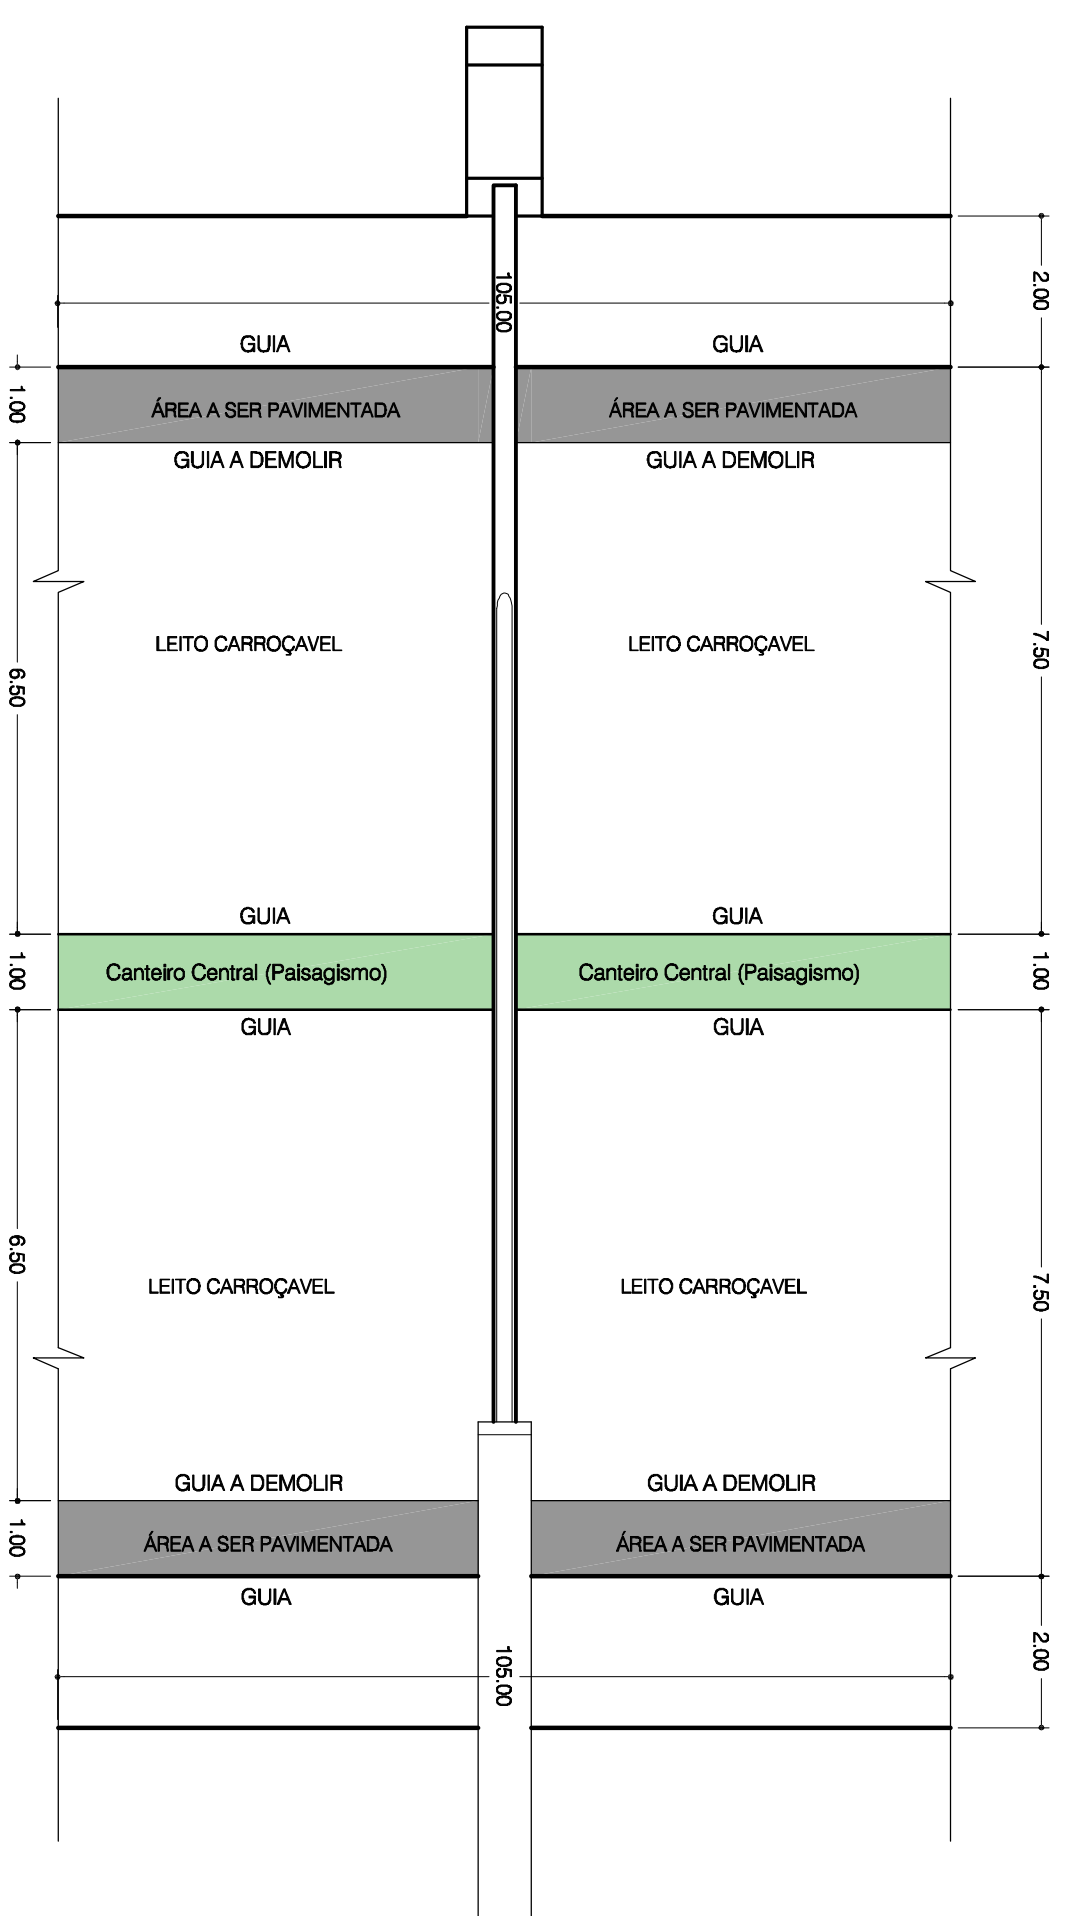 105.00
2.00
GUIA GUIA
1.00
ÁREA A SER PAVIMENTADA ÁREA A SER PAVIMENTADA
GUIA A DEMOLIR GUIA A DEMOLIR
LEITO CARROÇAVEL LEITO CARROÇAVEL
7.50
6.50
GUIA GUIA
1.00 Canteiro Central (Paisagismo) Canteiro Central (Paisagismo) 1.00
GUIA GUIA
6.50
LEITO CARROÇAVEL LEITO CARROÇAVEL
7.50
GUIA A DEMOLIR GUIA A DEMOLIR
1.00 ÁREA A SER PAVIMENTADA ÁREA A SER PAVIMENTADA
GUIA GUIA
2.00
105.00